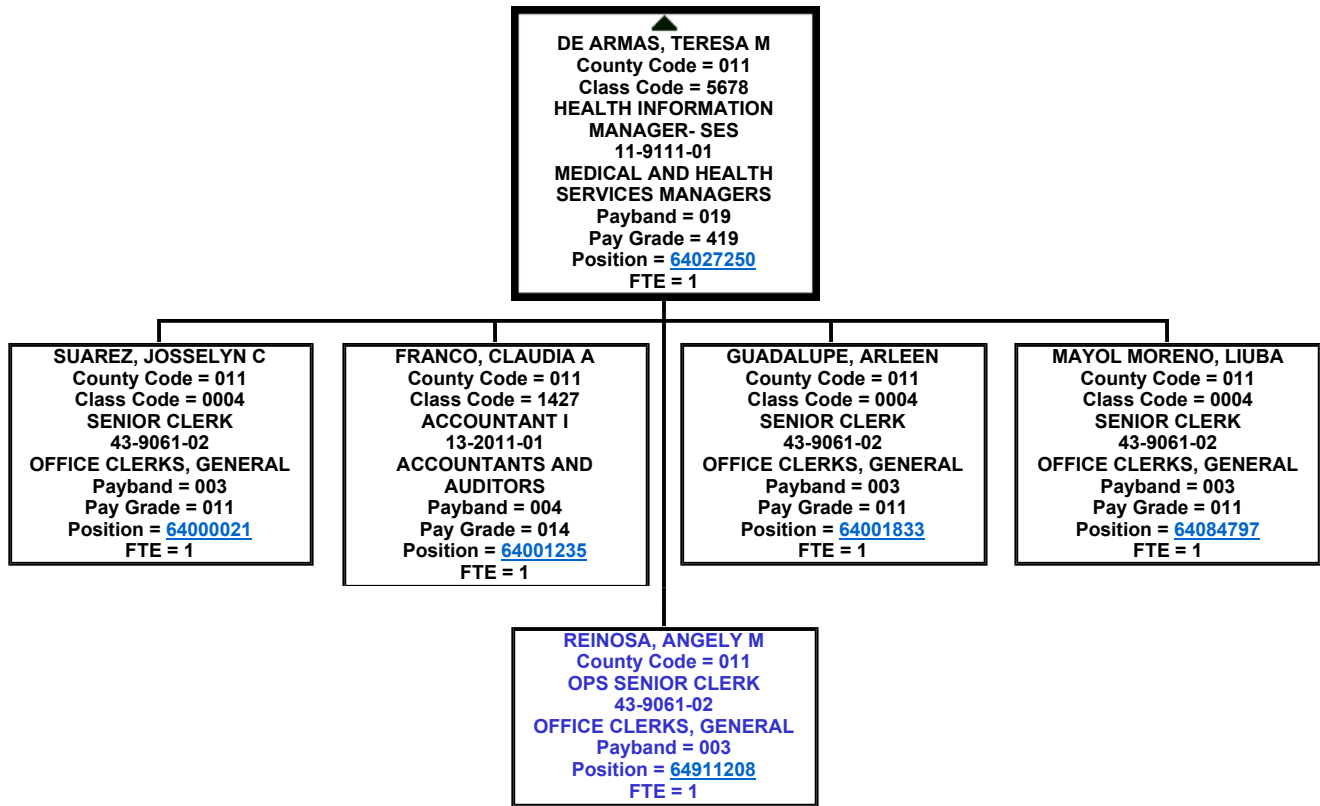 DE ARMAS, TERESA M
County Code = 011
Class Code = 5678
HEALTH INFORMATION
MANAGER- SES
11-9111-01
MEDICAL AND HEALTH
SERVICES MANAGERS
Payband = 019
Pay Grade = 419
Position = 64027250
FTE = 1
SUAREZ, JOSSELYN C
County Code = 011
Class Code = 0004
SENIOR CLERK
43-9061-02
OFFICE CLERKS, GENERAL
Payband = 003
Pay Grade = 011
Position = 64000021
FTE = 1
FRANCO, CLAUDIA A
County Code = 011
Class Code = 1427
ACCOUNTANT I
13-2011-01
ACCOUNTANTS AND
AUDITORS
Payband = 004
Pay Grade = 014
Position = 64001235
FTE = 1
GUADALUPE, ARLEEN
County Code = 011
Class Code = 0004
SENIOR CLERK
43-9061-02
OFFICE CLERKS, GENERAL
Payband = 003
Pay Grade = 011
Position = 64001833
FTE = 1
MAYOL MORENO, LIUBA
County Code = 011
Class Code = 0004
SENIOR CLERK
43-9061-02
OFFICE CLERKS, GENERAL
Payband = 003
Pay Grade = 011
Position = 64084797
FTE = 1
REINOSA, ANGELY M
County Code = 011
OPS SENIOR CLERK
43-9061-02
OFFICE CLERKS, GENERAL
Payband = 003
Position = 64911208
FTE = 1